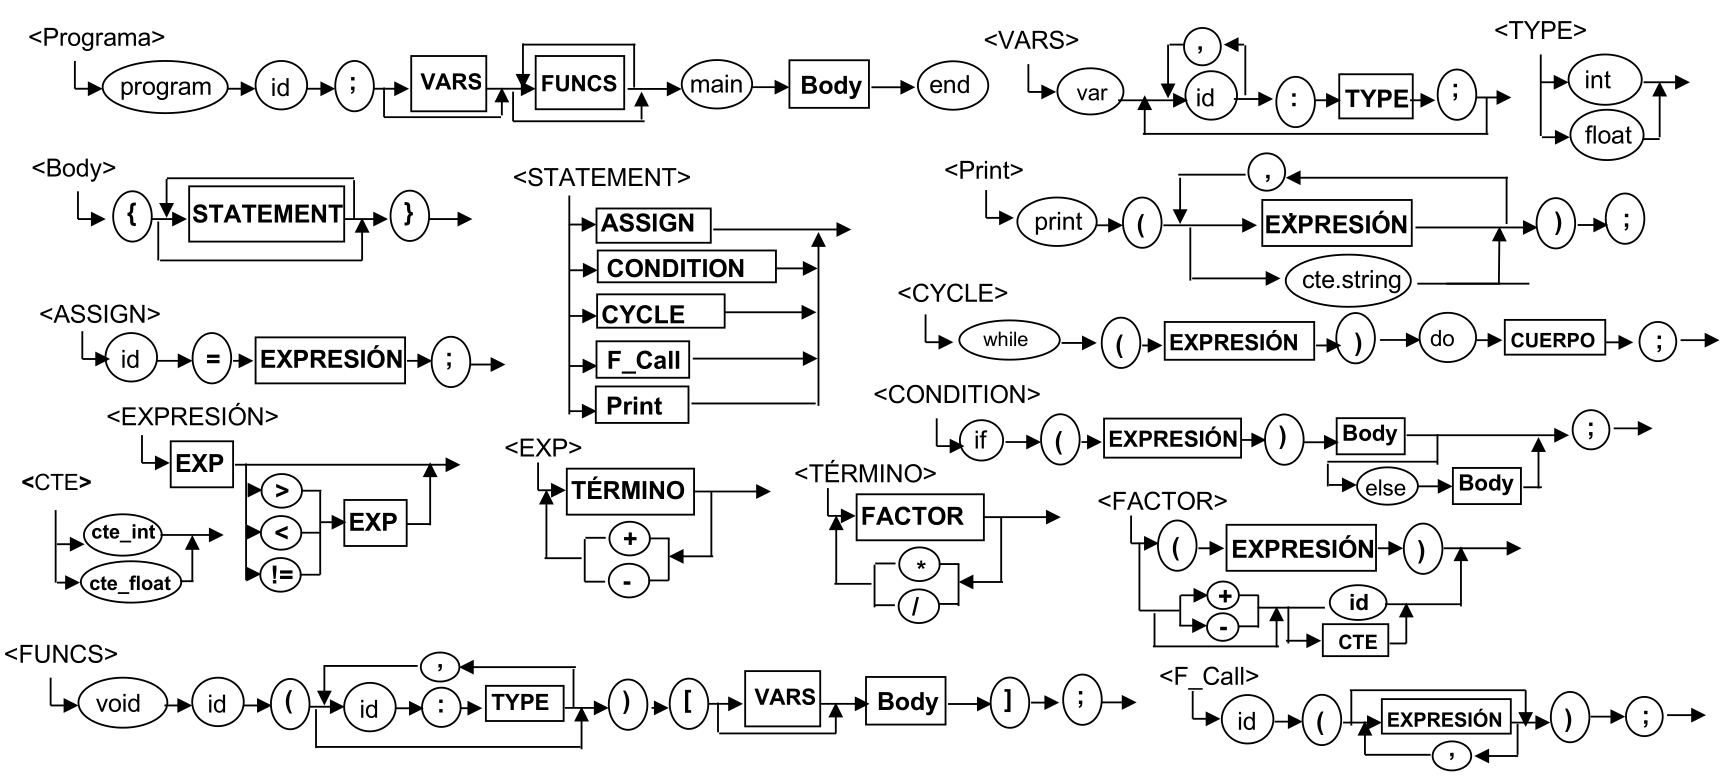 <Programa>
program id ; VARS FUNCS main Body end
<VARS>
,
var id : TYPE ;
<TYPE>
int
float
<Body>
{ STATEMENT }
<STATEMENT>
ASSIGN
CONDITION
CYCLE
F_Call
Print
<Print>
,
print ( EXPRESIÓN ) ;
cte.string
<ASSIGN>
id = EXPRESIÓN ;
<CYCLE>
while ( EXPRESIÓN ) do CUERPO ;
<EXPRESIÓN>
EXP
>
<
!=
EXP
<CTE>
cte_int
cte_float
<EXP>
TÉRMINO
+
-
<TÉRMINO>
FACTOR
*
/
<CONDITION>
if ( EXPRESIÓN ) Body ;
else Body
<FACTOR>
( EXPRESIÓN )
+
-
id
CTE
<FUNCS>
,
void id ( id : TYPE ) [ VARS Body ] ;
<F_Call>
id ( EXPRESIÓN ) ;
,